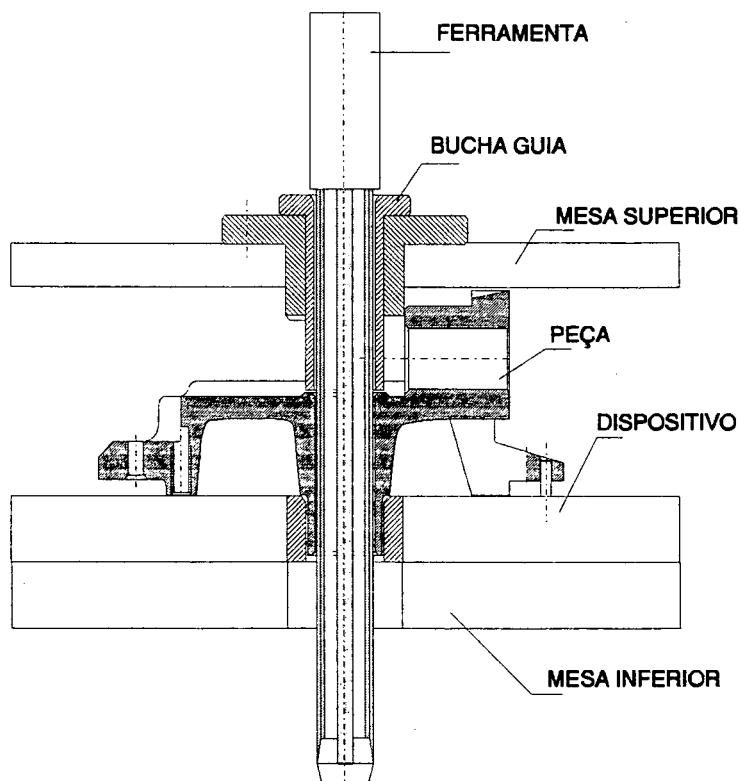 FERRAMENTA
BUCHA GUIA
MESA SUPERIOR
PEÇA
DISPOSITIVO
MESA INFERIOR